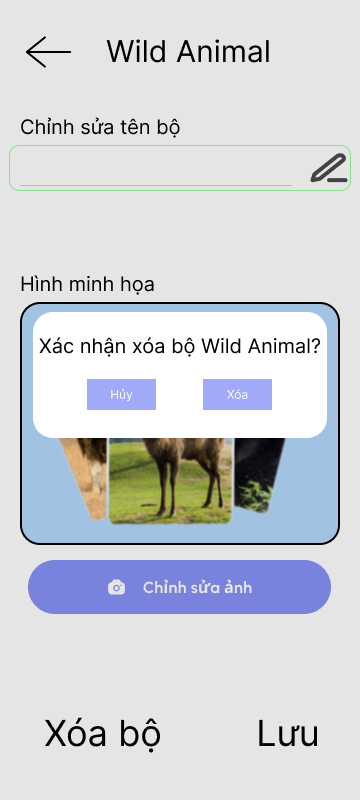 Wild Animal
Chỉnh sửa tên bộ
Hình minh họa
Xác nhận xóa bộ Wild Animal?
Hủy
Xóa
Chỉnh sửa ảnh
Xóa bộ
Lưu